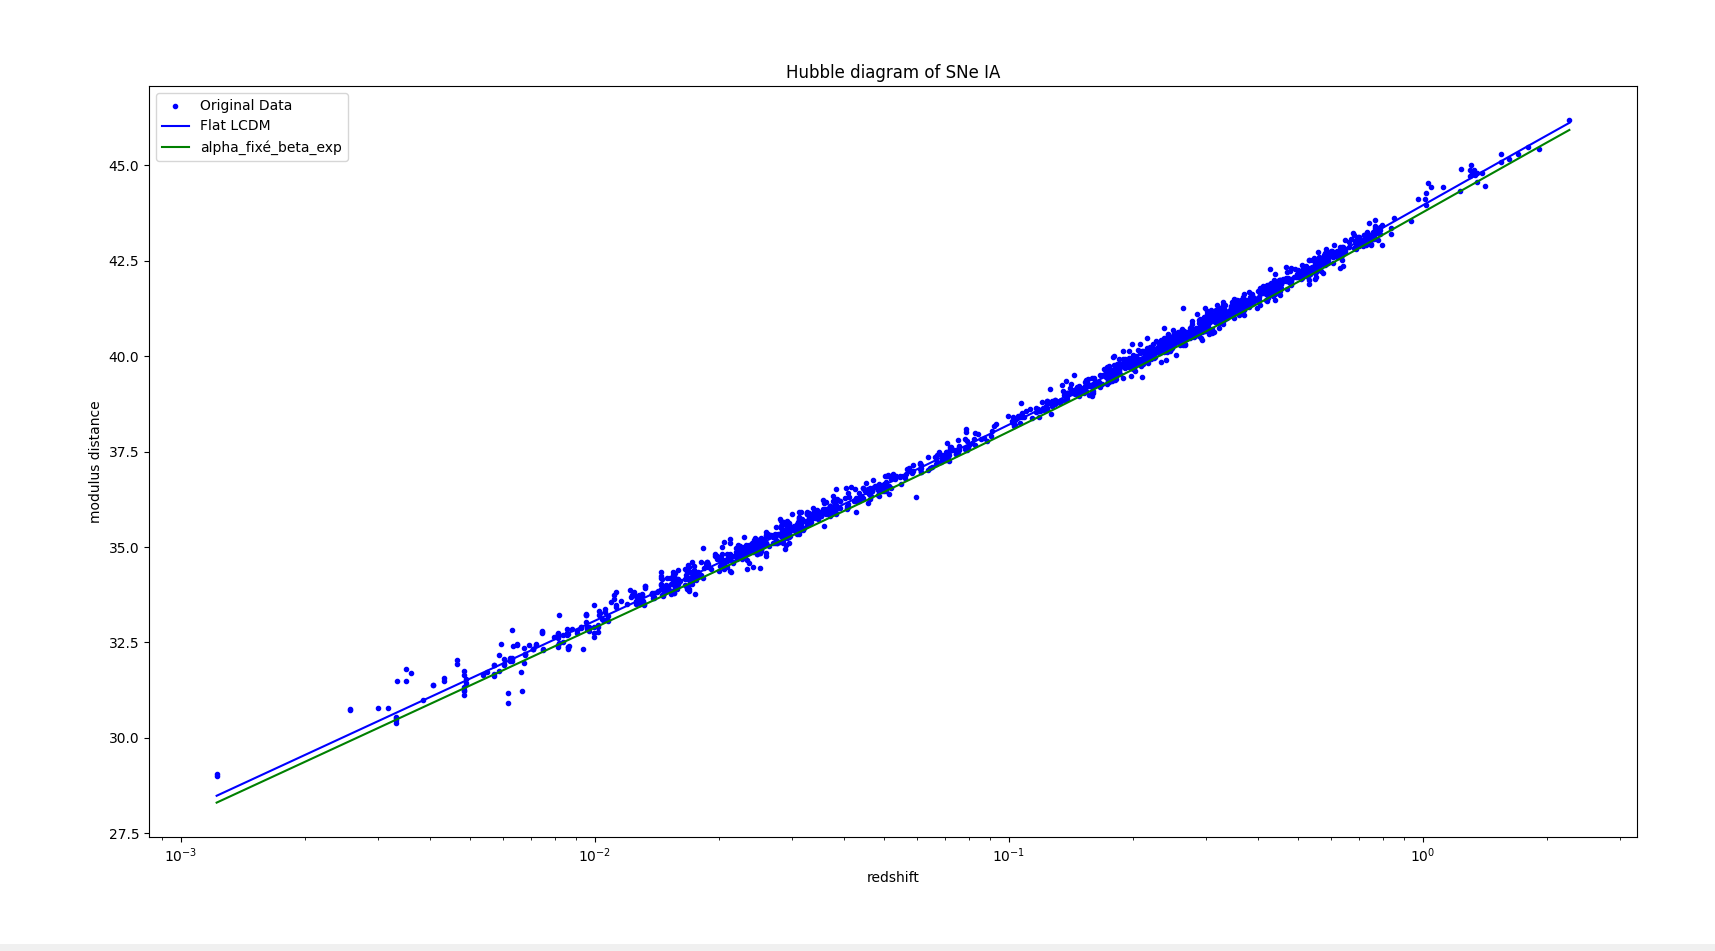 Hubble diagram of SNe IA
Original Data
Flat LCDM
alpha_fixé_beta_exp
45.0
42.5
40.0
37.5
35.0
32.5
30.0
27.5
modulus distance
10⁻³ 10⁻² 10⁻¹ 10⁰
redshift